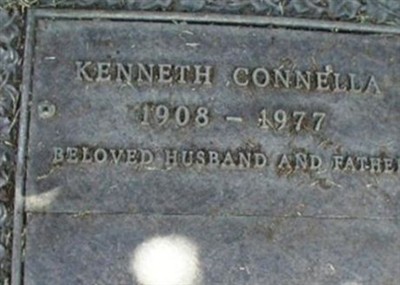 KENNETH CONNELLA
1908 - 1977
BELOVED HUSBAND AND FATHE